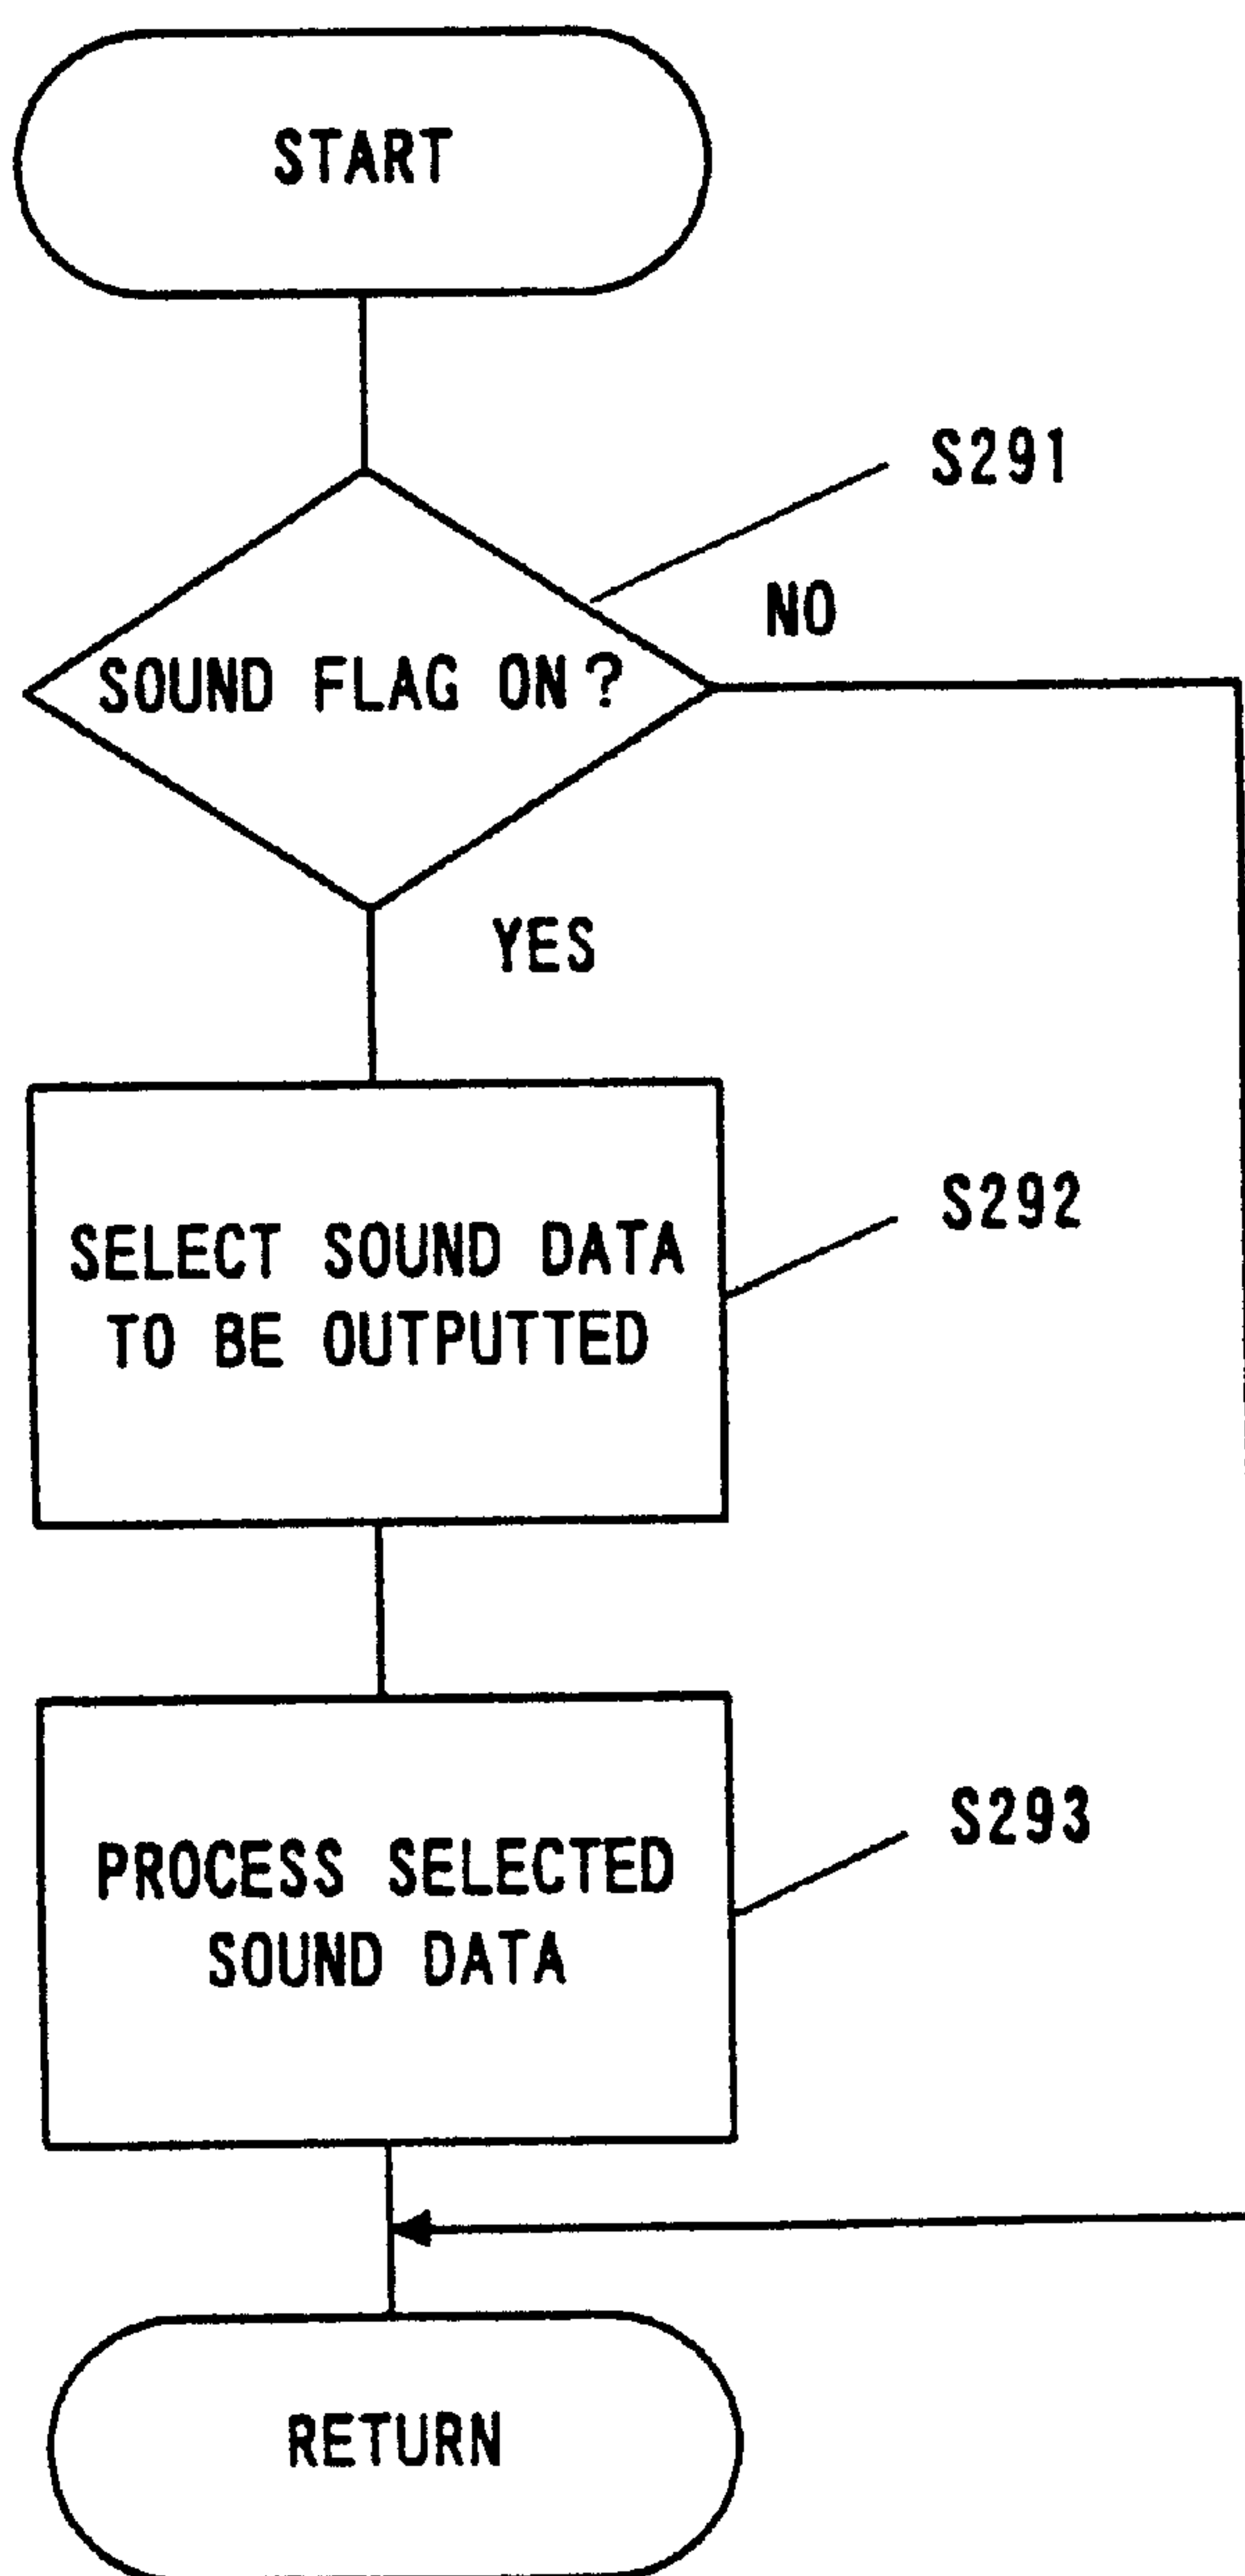 START
S291
NO
SOUND FLAG ON?
YES
S292
SELECT SOUND DATA
TO BE OUTPUTTED
S293
PROCESS SELECTED
SOUND DATA
RETURN